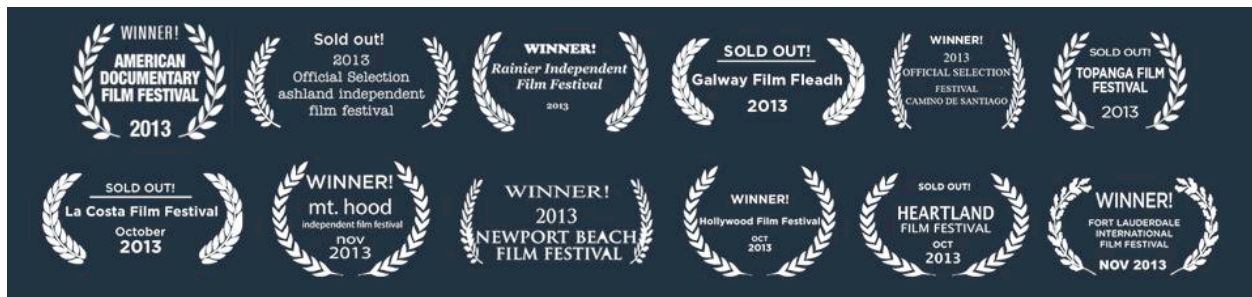 WINNER!
AMERICAN
DOCUMENTARY
FILM FESTIVAL
2013
Sold out!
2013
Official Selection
ashland independent
film festival
WINNER!
Rainier Independent
Film Festival
2013
SOLD OUT!
Galway Film Fleadh
2013
WINNER!
2013
OFFICIAL SELECTION
FESTIVAL
CAMINO DE SANTIAGO
SOLD OUT!
TOPANGA FILM
FESTIVAL
2013
SOLD OUT!
La Costa Film Festival
October
2013
WINNER!
mt. hood
independent film festival
nov
2013
WINNER!
2013
NEWPORT BEACH
FILM FESTIVAL
WINNER!
Hollywood Film Festival
OCT
2013
SOLD OUT!
HEARTLAND
FILM FESTIVAL
OCT
2013
WINNER!
FORT LAUDERDALE
INTERNATIONAL
FILM FESTIVAL
NOV 2013